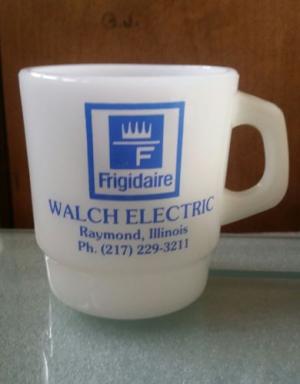 B.J.
F
Frigidaire
WALCH ELECTRIC
Raymond, Illinois
Ph. (217) 229-3211